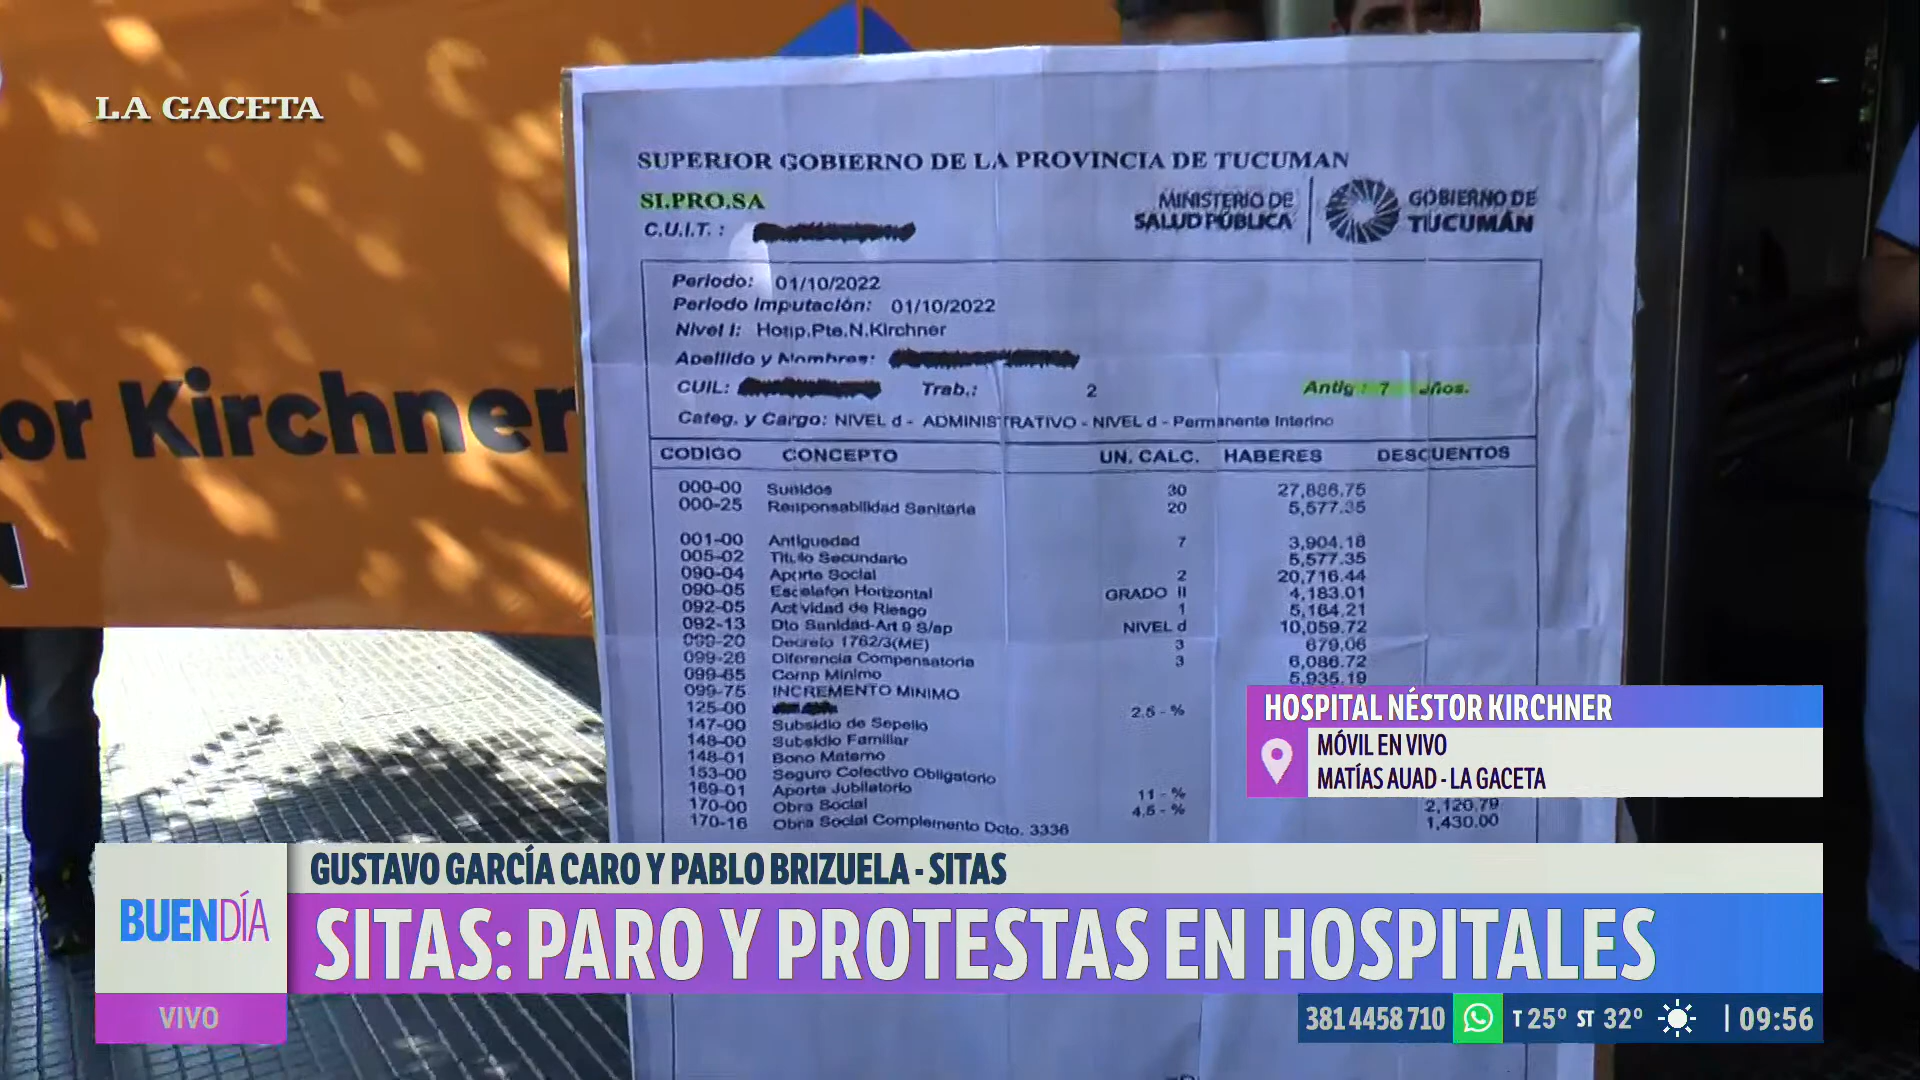 LA GACETA
or Kirchner
SUPERIOR GOBIERNO DE LA PROVINCIA DE TUCUMAN
SI.PRO.SA
C.U.I.T. :
MINISTERIO DE
SALUD PÚBLICA
GOBIERNO DE
TUCUMÁN
Periodo: 01/10/2022
Periodo Imputación: 01/10/2022
Nivel I: Hosp.Pte.N.Kirchner
Apellido y Nombres:
CUIL: Trab.: 2 Antig : 7 años.
Categ. y Cargo: NIVEL d - ADMINISTRATIVO - NIVEL d - Permanente Interino
CODIGO CONCEPTO UN. CALC. HABERES DESCUENTOS
000-00 Sueldos 30 27,886.75
000-25 Responsabilidad Sanitaria 20 5,577.35
001-00 Antiguedad 7 3,904.18
005-02 Titulo Secundario 5,577.35
090-04 Aporte Social 2 20,716.44
090-05 Escalafon Horizontal GRADO II 4,183.01
092-05 Actividad de Riesgo 1 5,164.21
092-13 Dto Sanidad-Art 9 S/ap NIVEL d 10,059.72
099-20 Decreto 1762/3(ME) 3 679.06
099-26 Diferencia Compensatoria 3 6,086.72
099-65 Comp Minimo 5,935.19
099-75 INCREMENTO MINIMO
125-00 2.5 - %
147-00 Subsidio de Sepelio
148-00 Subsidio Familiar
148-01 Bono Materno
153-00 Seguro Colectivo Obligatorio
169-01 Aporte Jubilatorio 11 - %
170-00 Obra Social 4.5 - % 2,120.79
170-16 Obra Social Complemento Dcto. 3336 1,430.00
HOSPITAL NÉSTOR KIRCHNER
MÓVIL EN VIVO
MATÍAS AUAD - LA GACETA
GUSTAVO GARCÍA CARO Y PABLO BRIZUELA - SITAS
BUENDÍA
SITAS: PARO Y PROTESTAS EN HOSPITALES
VIVO
381 4458 710 T 25º ST 32º | 09:56